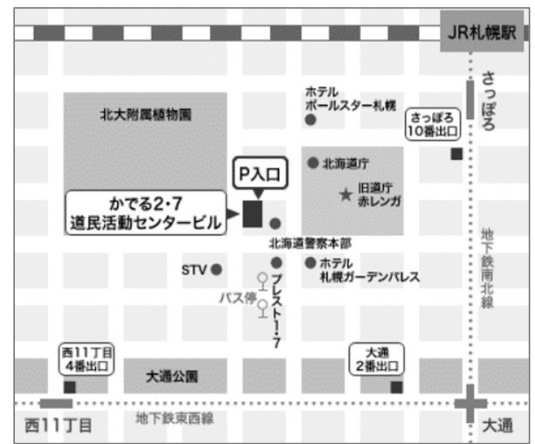 JR札幌駅
さっぽろ
ホテル
ポールスター札幌
さっぽろ
10番出口
北大附属植物園
P入口
北海道庁
旧道庁
赤レンガ
かでる2・7
道民活動センタービル
北海道警察本部
地下鉄南北線
STV
ホテル
札幌ガーデンパレス
プレスト1・7
バス停
西11丁目
4番出口
大通公園
大通
2番出口
西11丁目
地下鉄東西線
大通